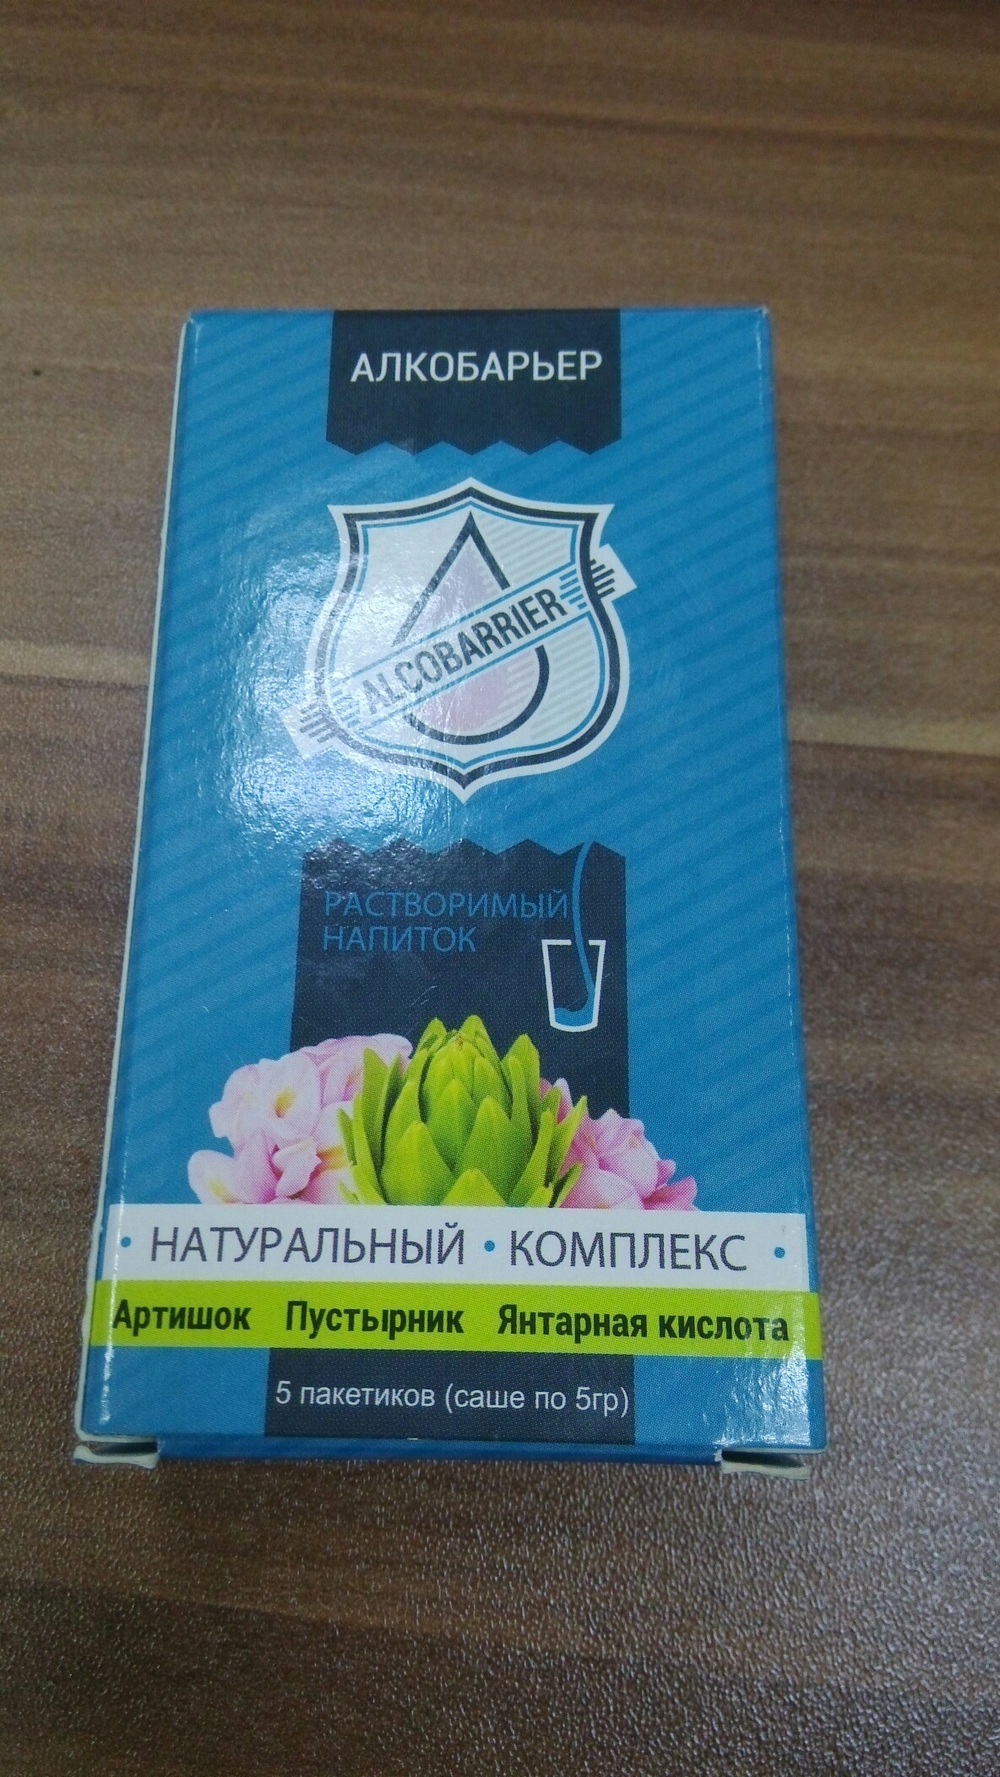 АЛКОБАРЬЕР
ALCOBARRIER
РАСТВОРИМЫЙ
НАПИТОК
• НАТУРАЛЬНЫЙ • КОМПЛЕКС •
Артишок Пустырник Янтарная кислота
5 пакетиков (саше по 5гр)